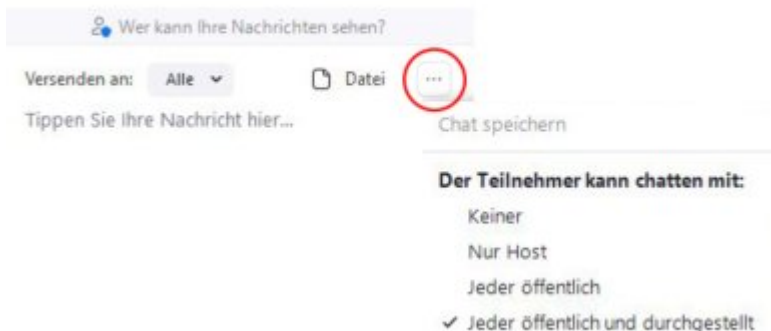 Wer kann Ihre Nachrichten sehen?
Versenden an: Alle Datei ...
Tippen Sie Ihre Nachricht hier...
Chat speichern
Der Teilnehmer kann chatten mit:
Keiner
Nur Host
Jeder öffentlich
✓ Jeder öffentlich und durchgestellt